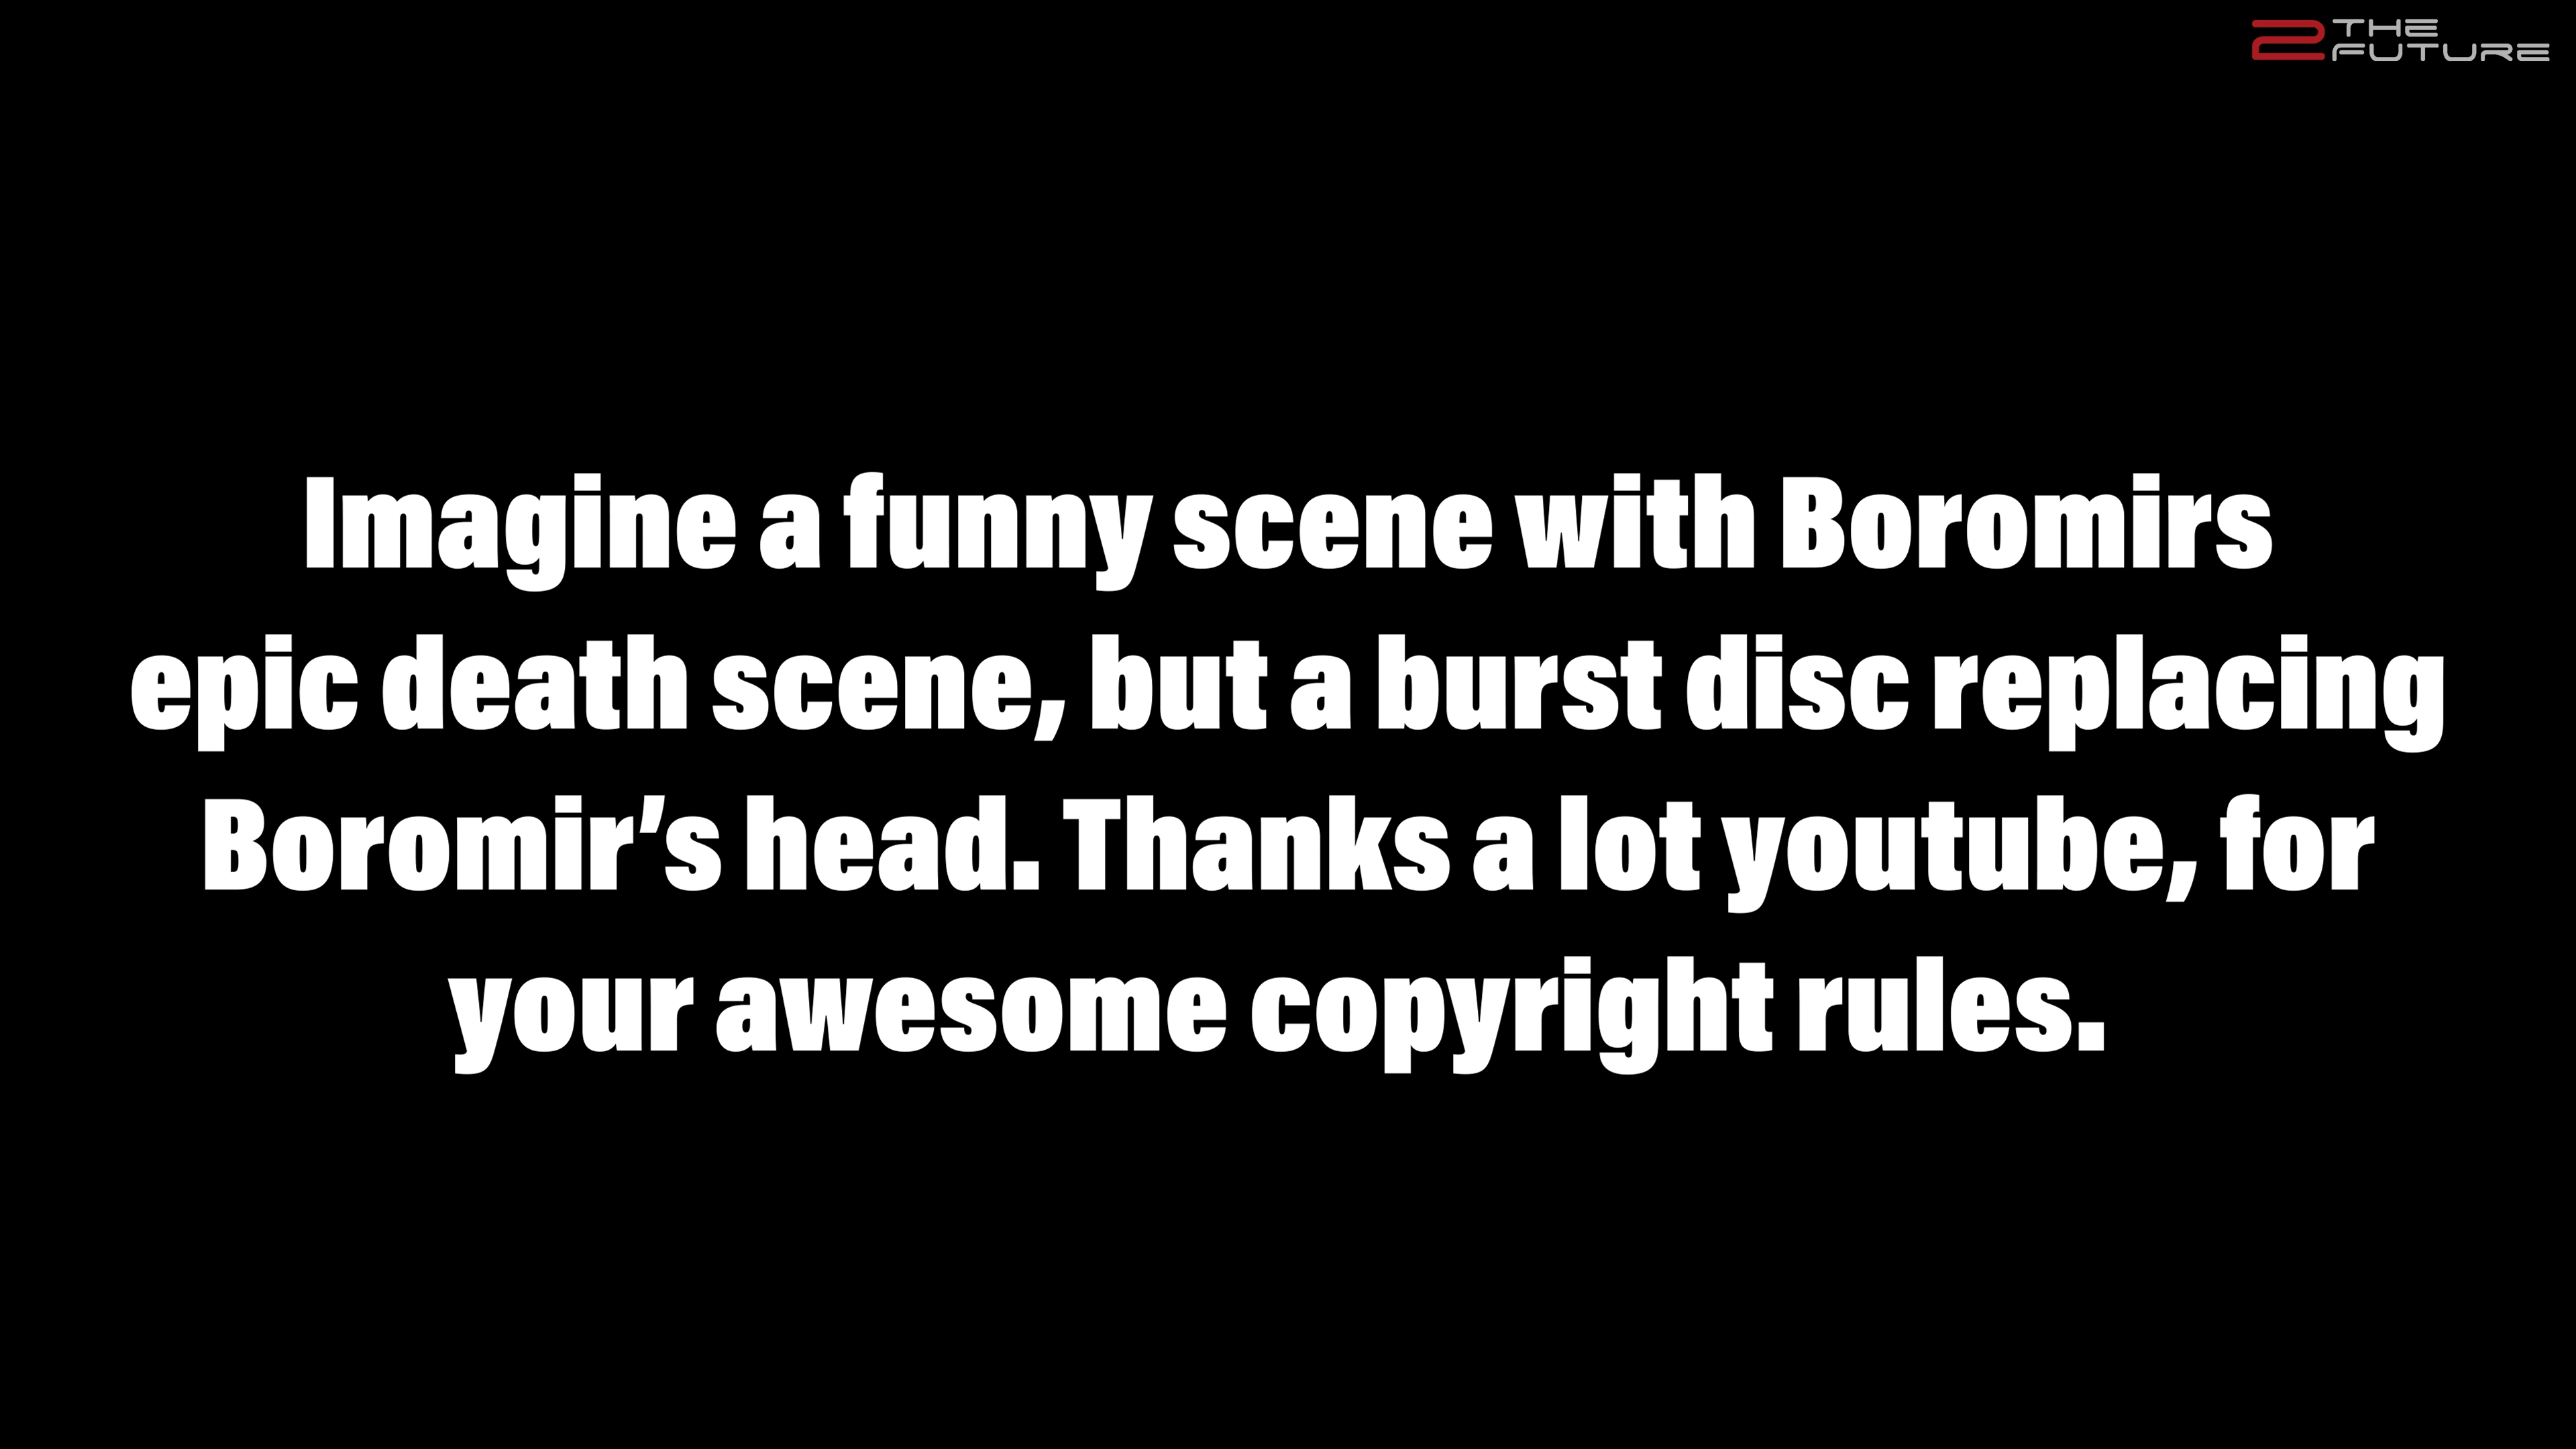 2 THE
FUTURE
Imagine a funny scene with Boromirs
epic death scene, but a burst disc replacing
Boromir’s head. Thanks a lot youtube, for
your awesome copyright rules.